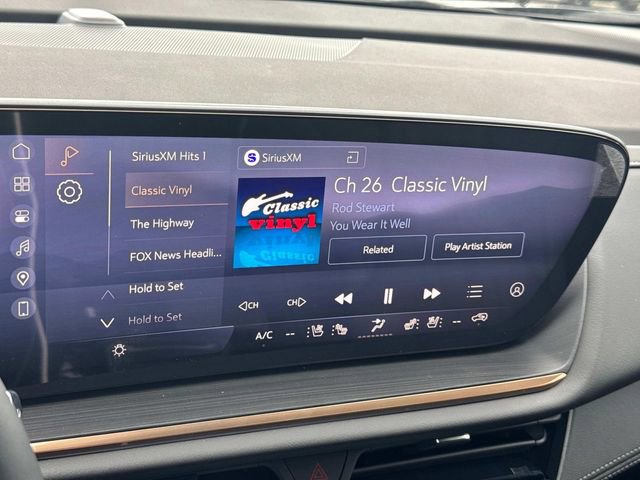 SiriusXM Hits 1
Classic Vinyl
The Highway
FOX News Headli...
Hold to Set
Hold to Set
S SiriusXM
Classic
vinyl
Classic
Ch 26 Classic Vinyl
Rod Stewart
You Wear It Well
Related
Play Artist Station
CH
CH
A/C -- --